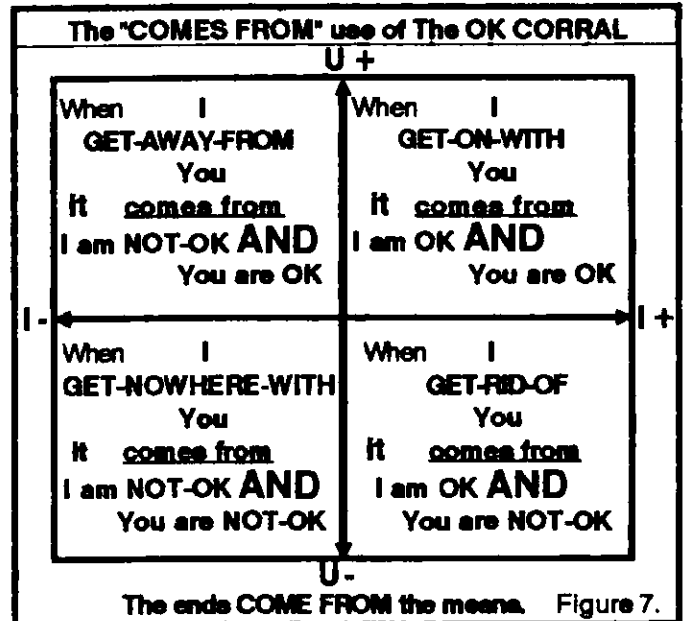 The "COMES FROM" use of The OK CORRAL
U +
When I
GET-AWAY-FROM
You
it comes from
I am NOT-OK AND
You are OK
When I
GET-ON-WITH
You
it comes from
I am OK AND
You are OK
I -
I +
When I
GET-NOWHERE-WITH
You
it comes from
I am NOT-OK AND
You are NOT-OK
When I
GET-RID-OF
You
it comes from
I am OK AND
You are NOT-OK
U -
The ends COME FROM the means. Figure 7.